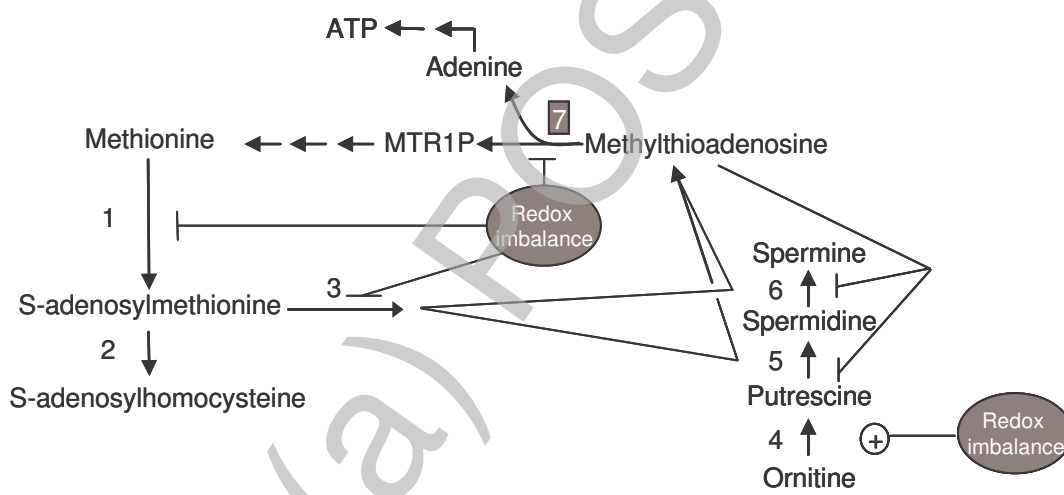 ATP
Adenine
7
Methionine
MTR1P
Methylthioadenosine
1
Redox
imbalance
Spermine
S-adenosylmethionine
3
6
Spermidine
2
5
S-adenosylhomocysteine
Putrescine
4
+
Redox
imbalance
Ornitine
(a) POS